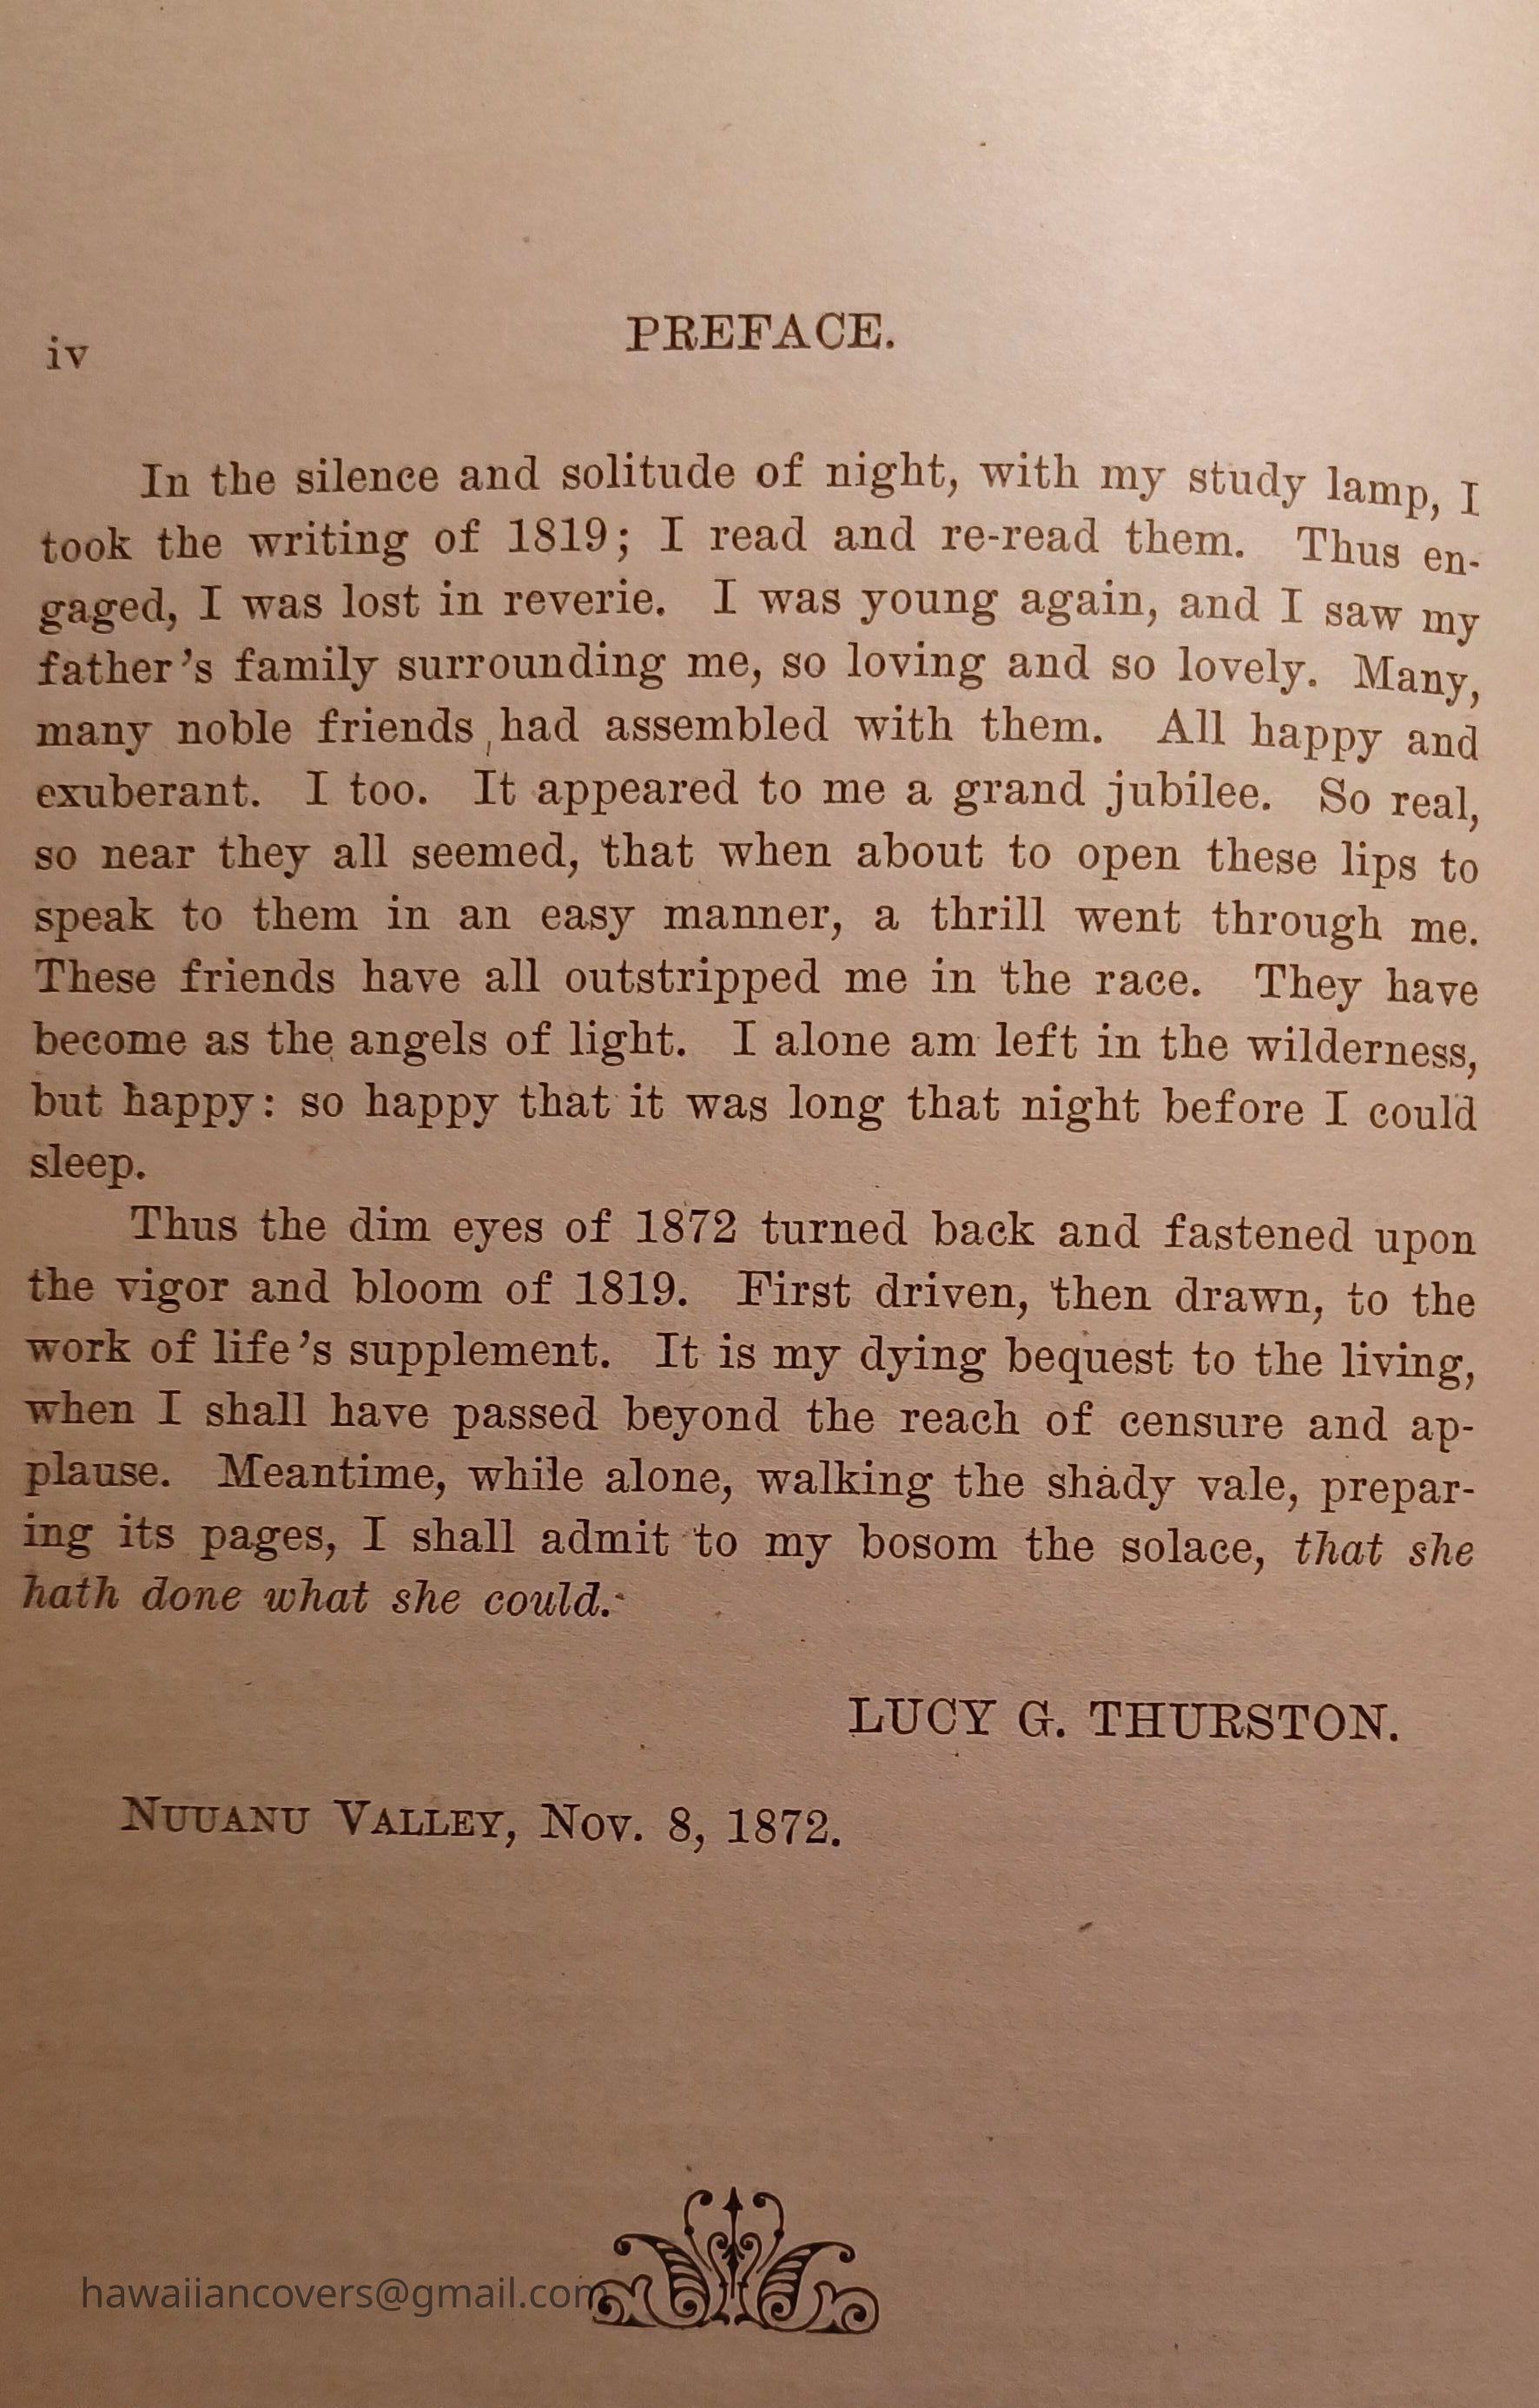 iv
PREFACE.
In the silence and solitude of night, with my study lamp, I
took the writing of 1819; I read and re-read them. Thus en-
gaged, I was lost in reverie. I was young again, and I saw my
father's family surrounding me, so loving and so lovely. Many,
many noble friends had assembled with them. All happy and
exuberant. I too. It appeared to me a grand jubilee. So real,
so near they all seemed, that when about to open these lips to
speak to them in an easy manner, a thrill went through me.
These friends have all outstripped me in the race. They have
become as the angels of light. I alone am left in the wilderness,
but happy: so happy that it was long that night before I could
sleep.
Thus the dim eyes of 1872 turned back and fastened upon
the vigor and bloom of 1819. First driven, then drawn, to the
work of life's supplement. It is my dying bequest to the living,
when I shall have passed beyond the reach of censure and ap-
plause. Meantime, while alone, walking the shady vale, prepar-
ing its pages, I shall admit to my bosom the solace, that she
hath done what she could.
LUCY G. THURSTON.
NUUANU VALLEY, NOV. 8, 1872.
hawaiiancovers@gmail.com